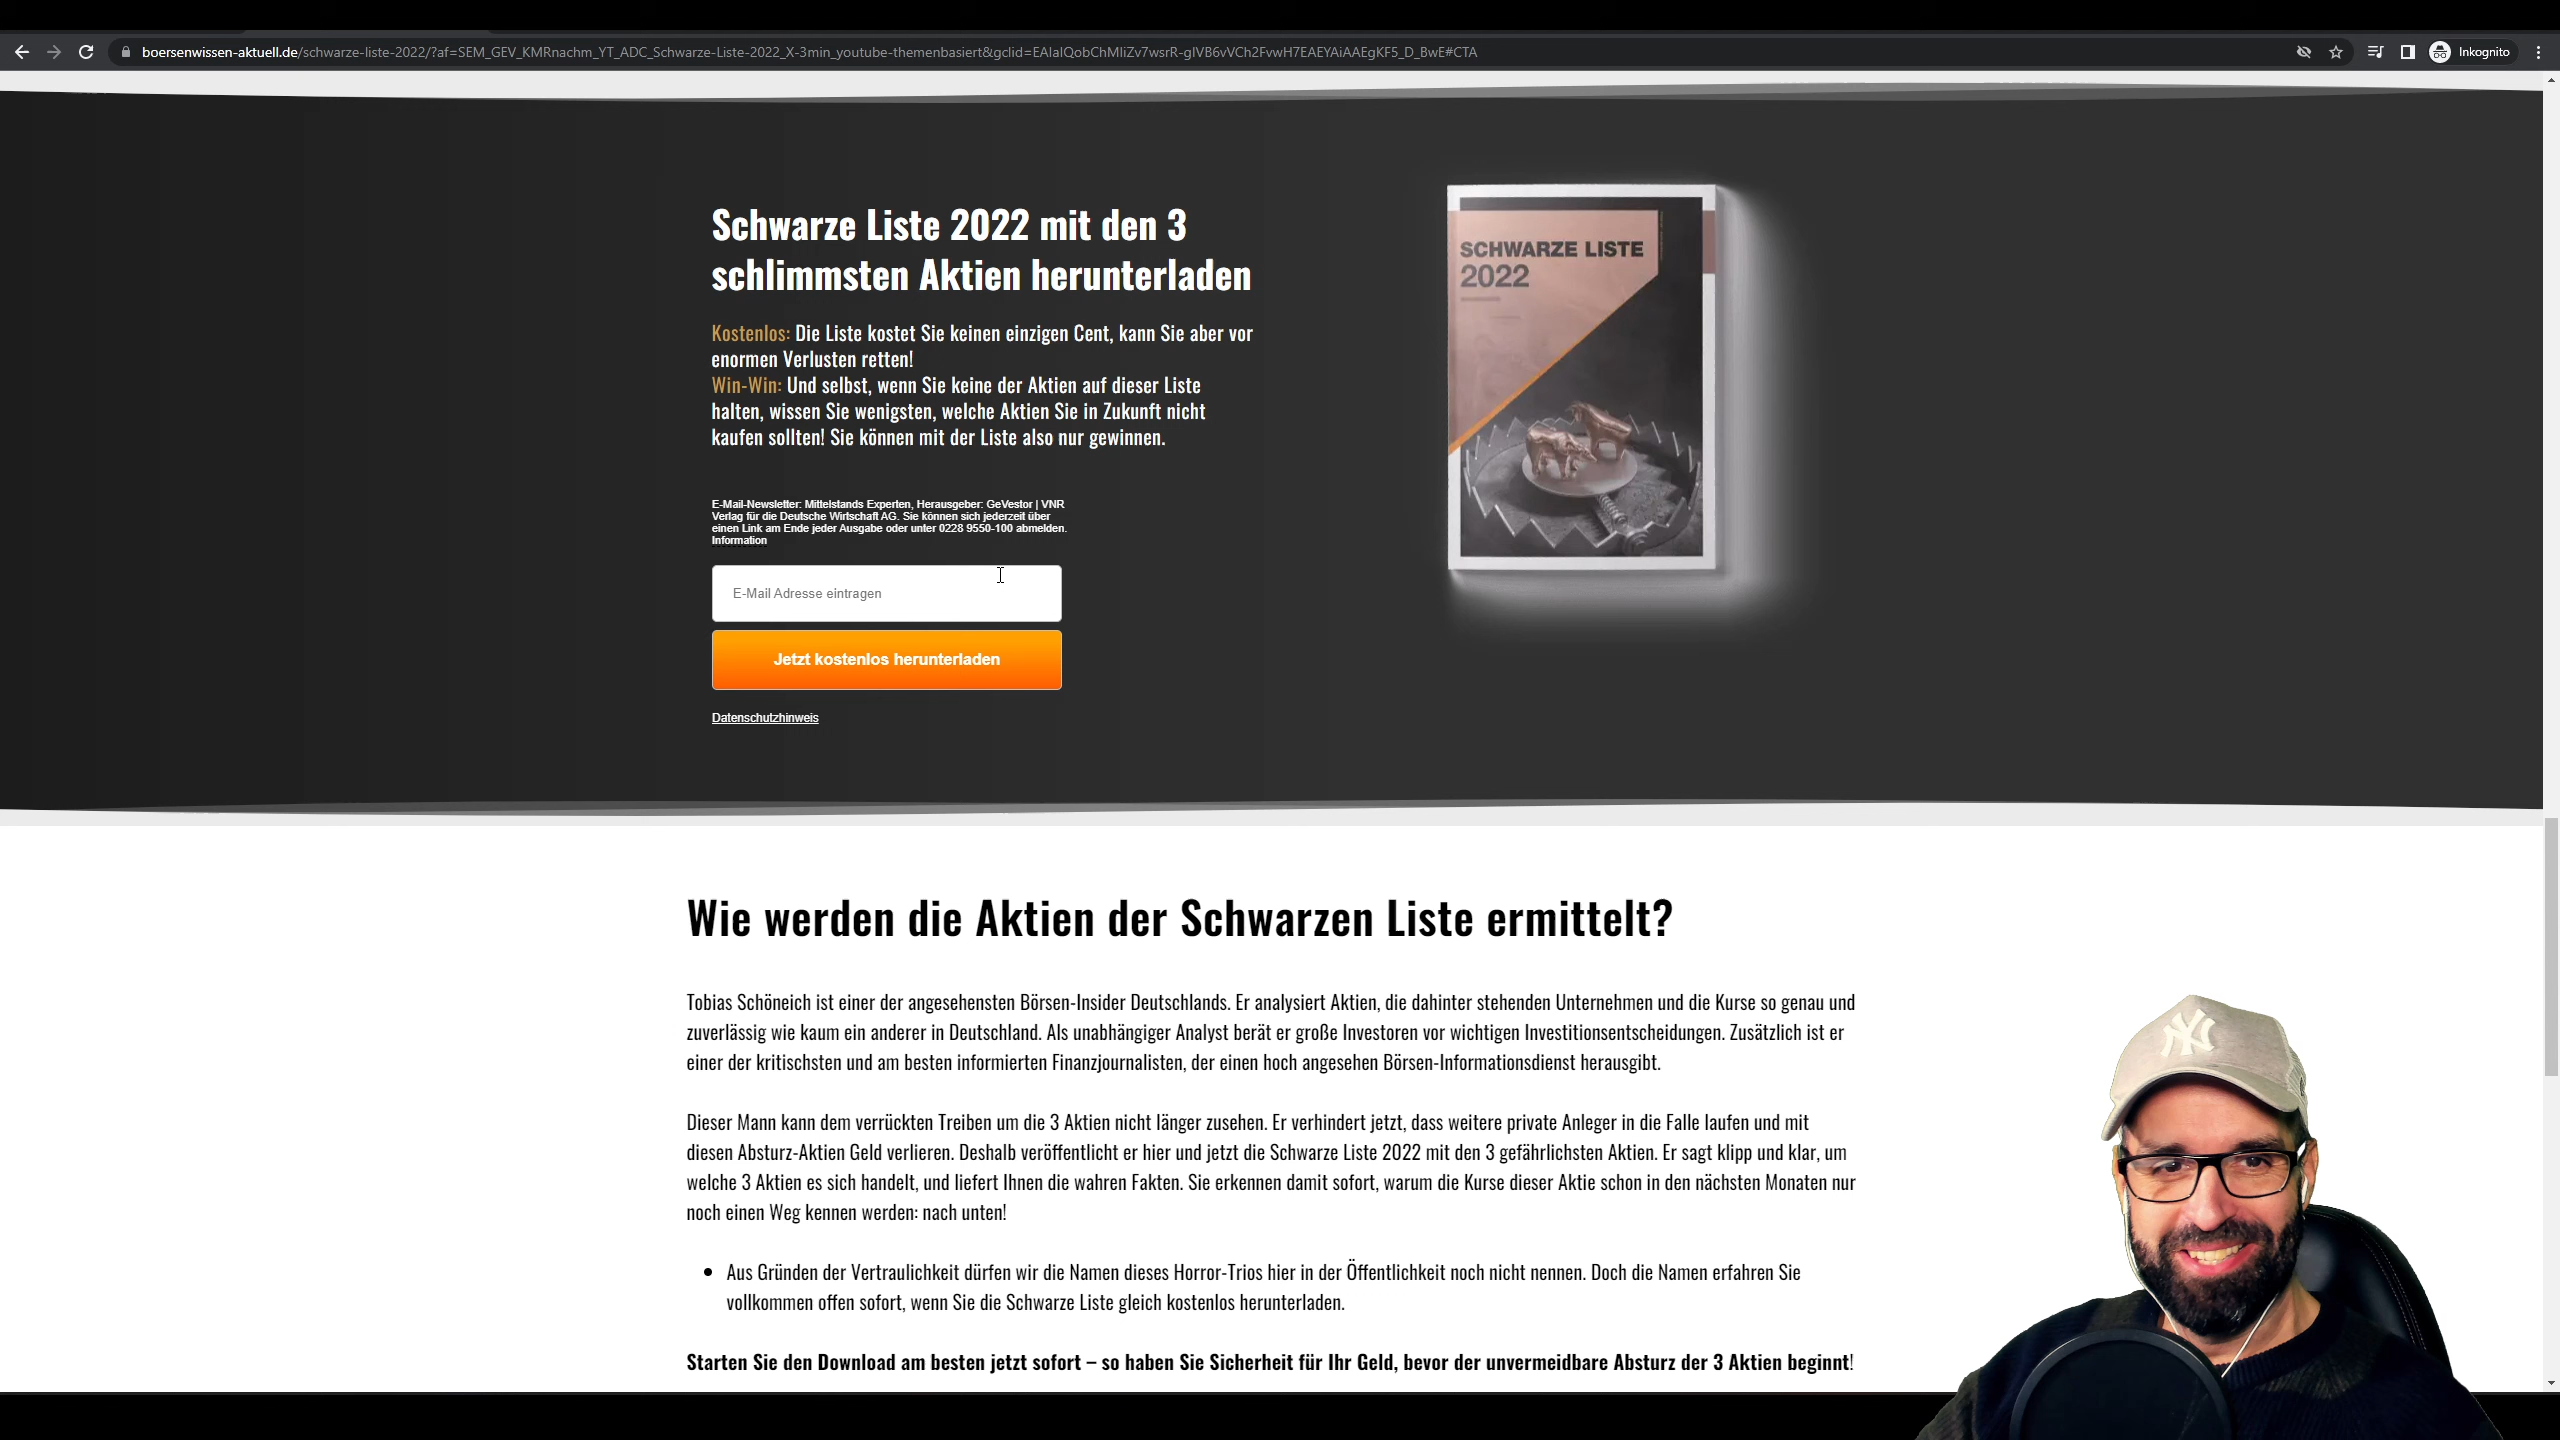 boersenwissen-aktuell.de/schwarze-liste-2022/?af=SEM_GEV_KMRnachm_YT_ADC_Schwarze-Liste-2022_X-3min_youtube-themenbasiert&gclid=EAIaIQobChMIiZv7wsrR-gIVB6vVCh2FvwH7EAEYAiAAEgKF5_D_BwE#CTA
Inkognito
Schwarze Liste 2022 mit den 3
schlimmsten Aktien herunterladen
Kostenlos: Die Liste kostet Sie keinen einzigen Cent, kann Sie aber vor
enormen Verlusten retten!
Win-Win: Und selbst, wenn Sie keine der Aktien auf dieser Liste
halten, wissen Sie wenigsten, welche Aktien Sie in Zukunft nicht
kaufen sollten! Sie können mit der Liste also nur gewinnen.
SCHWARZE LISTE
2022
E-Mail-Newsletter: Mittelstands Experten, Herausgeber: GeVestor | VNR
Verlag für die Deutsche Wirtschaft AG. Sie können sich jederzeit über
einen Link am Ende jeder Ausgabe oder unter 0228 9550-100 abmelden.
Information
E-Mail Adresse eintragen
Jetzt kostenlos herunterladen
Datenschutzhinweis
Wie werden die Aktien der Schwarzen Liste ermittelt?
Tobias Schöneich ist einer der angesehensten Börsen-Insider Deutschlands. Er analysiert Aktien, die dahinter stehenden Unternehmen und die Kurse so genau und
zuverlässig wie kaum ein anderer in Deutschland. Als unabhängiger Analyst berät er große Investoren vor wichtigen Investitionsentscheidungen. Zusätzlich ist er
einer der kritischsten und am besten informierten Finanzjournalisten, der einen hoch angesehen Börsen-Informationsdienst herausgibt.
Dieser Mann kann dem verrückten Treiben um die 3 Aktien nicht länger zusehen. Er verhindert jetzt, dass weitere private Anleger in die Falle laufen und mit
diesen Absturz-Aktien Geld verlieren. Deshalb veröffentlicht er hier und jetzt die Schwarze Liste 2022 mit den 3 gefährlichsten Aktien. Er sagt klipp und klar, um
welche 3 Aktien es sich handelt, und liefert Ihnen die wahren Fakten. Sie erkennen damit sofort, warum die Kurse dieser Aktie schon in den nächsten Monaten nur
noch einen Weg kennen werden: nach unten!
Aus Gründen der Vertraulichkeit dürfen wir die Namen dieses Horror-Trios hier in der Öffentlichkeit noch nicht nennen. Doch die Namen erfahren Sie
vollkommen offen sofort, wenn Sie die Schwarze Liste gleich kostenlos herunterladen.
Starten Sie den Download am besten jetzt sofort – so haben Sie Sicherheit für Ihr Geld, bevor der unvermeidbare Absturz der 3 Aktien beginnt!
NY